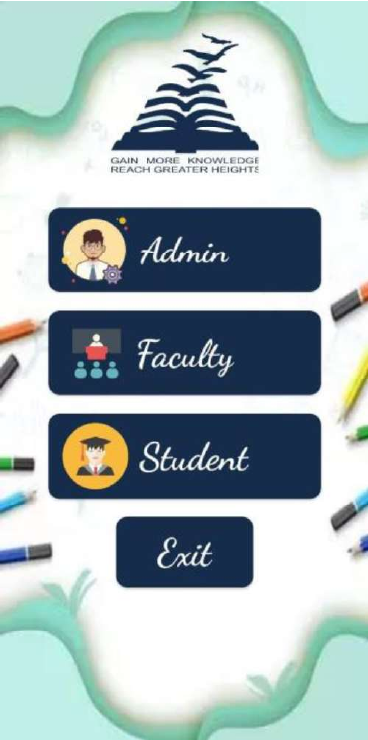 GAIN MORE KNOWLEDGE
REACH GREATER HEIGHTS
Admin
Faculty
Student
Exit